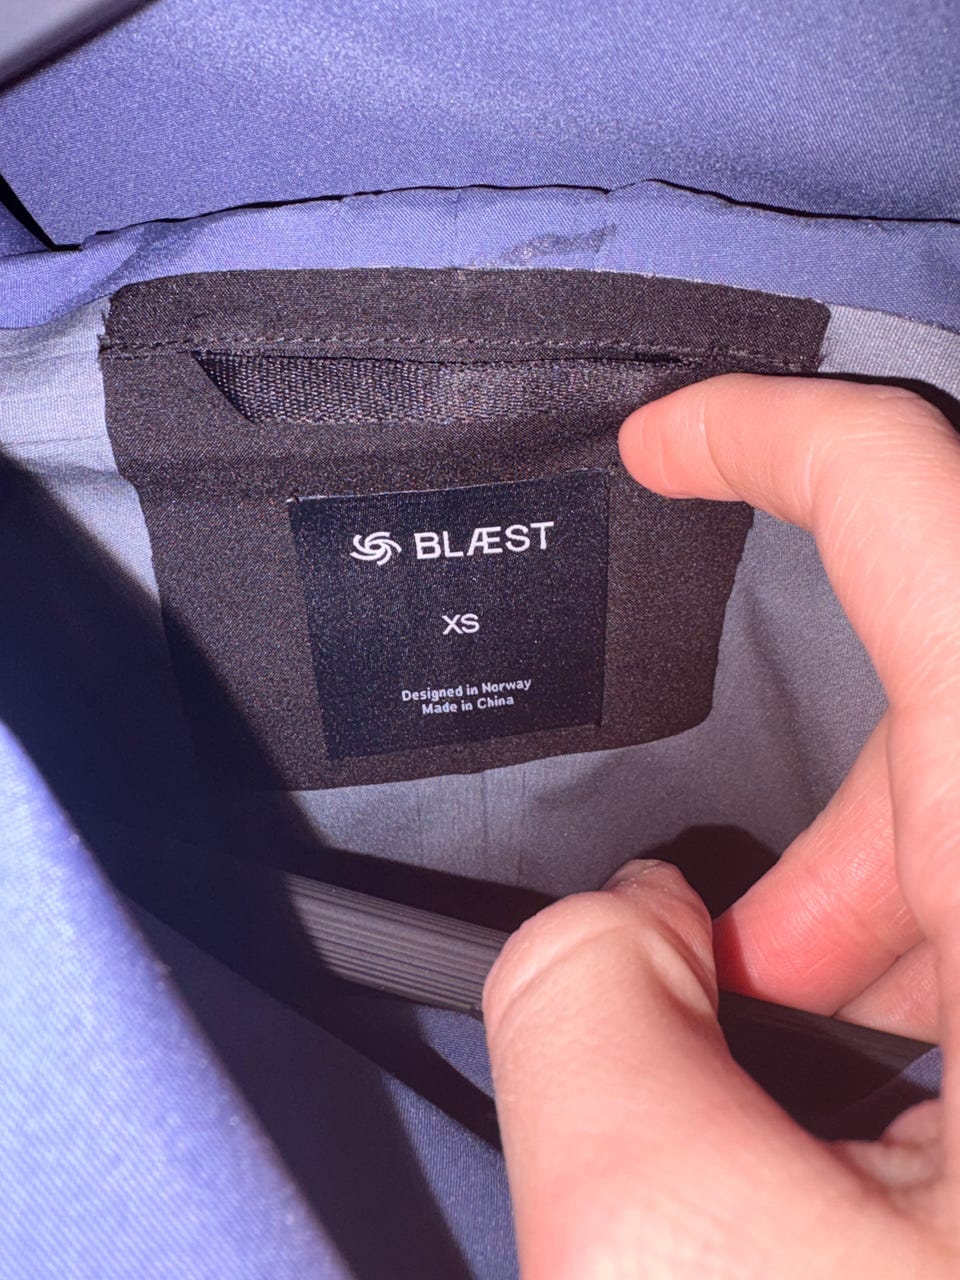 BLÆST
XS
Designed in Norway
Made in China